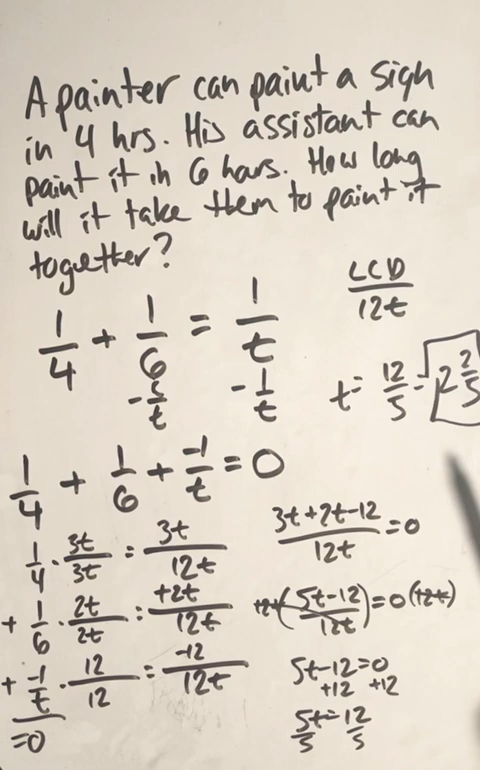 A painter can paint a sign
in 4 hrs. His assistant can
paint it in 6 hours. How long
will it take them to paint it
togüether?
1/4 + 1/6 = 1/t
LCD
12t
-1/t -1/t
t = 12/5 = 2 2/5
1/4 + 1/6 + -1/t = 0
1/4 · 3t/3t = 3t/12t
+ 1/6 · 2t/2t = +2t/12t
+ -1/t · 12/12 = -12/12t
=0
3t+2t-12/12t = 0
12t(5t-12/12t) = 0(12t)
5t-12=0
+12 +12
5t/5 = 12/5